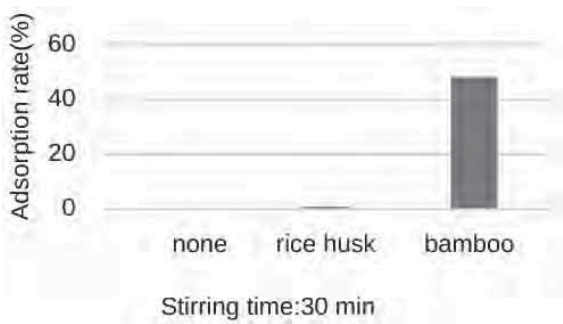 Adsorption rate(%)
60
40
20
0
none rice husk bamboo
Stirring time:30 min